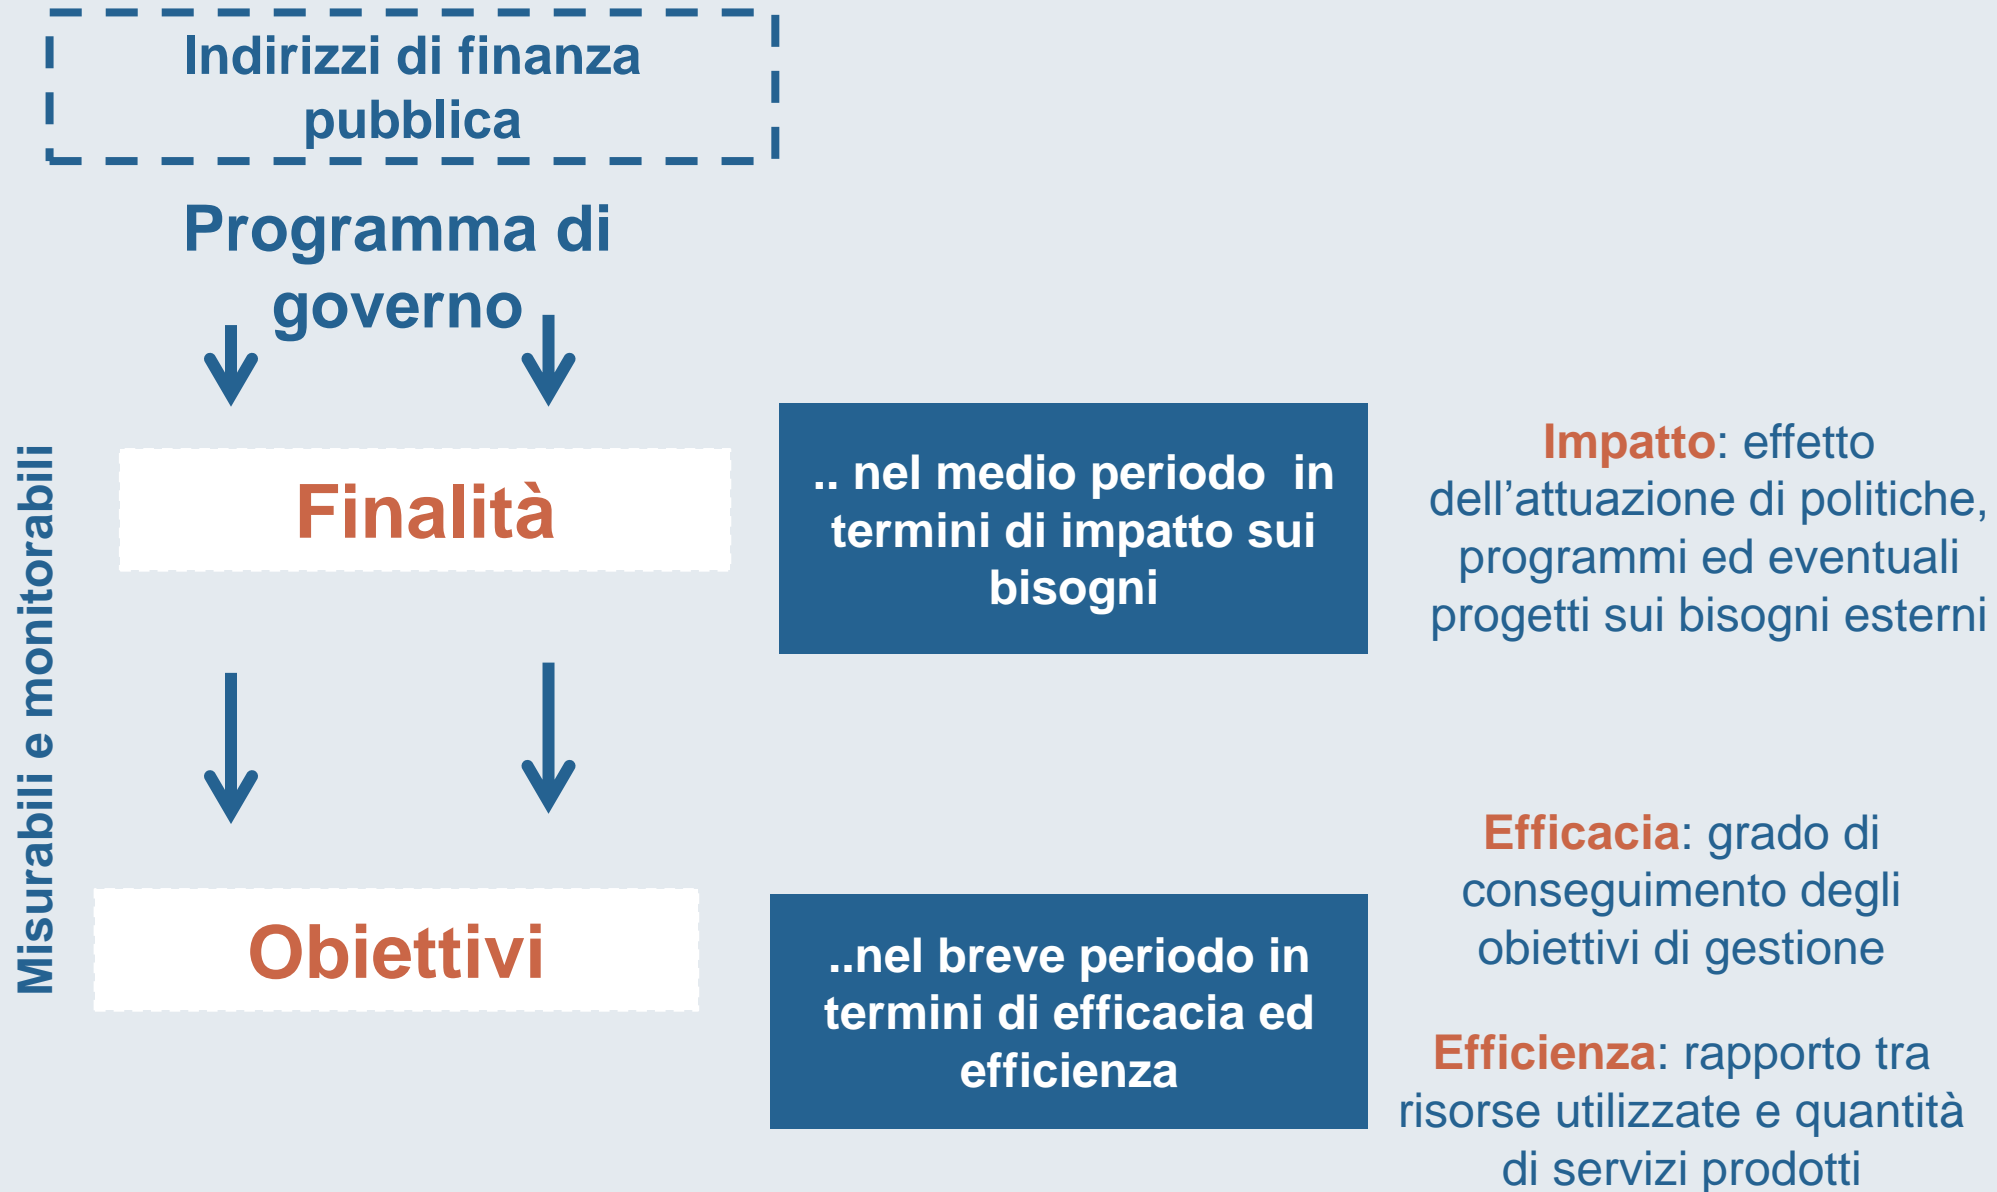 Indirizzi di finanza
pubblica
Programma di
governo
Misurabili e monitorabili
Finalità
.. nel medio periodo  in
termini di impatto sui
bisogni
Impatto: effetto
dell’attuazione di politiche,
programmi ed eventuali
progetti sui bisogni esterni
Obiettivi
..nel breve periodo in
termini di efficacia ed
efficienza
Efficacia: grado di
conseguimento degli
obiettivi di gestione
Efficienza: rapporto tra
risorse utilizzate e quantità
di servizi prodotti